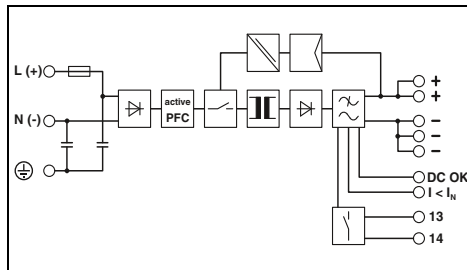 L (+)
N (-)
active
PFC
+
+
–
–
–
DC OK
I < IN
13
14